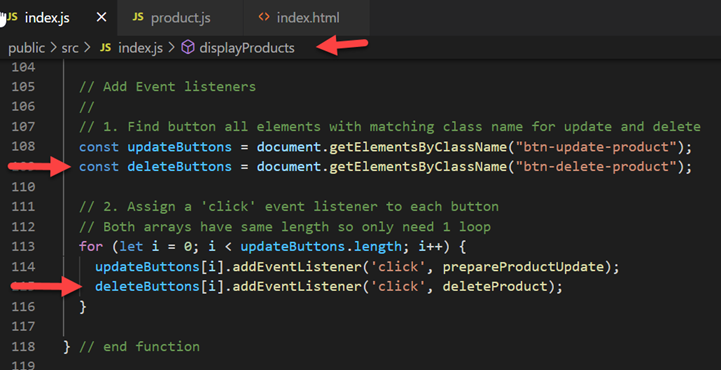 JS index.js × JS product.js <> index.html
public > src > JS index.js > displayProducts
104
105 // Add Event listeners
106 //
107 // 1. Find button all elements with matching class name for update and delete
108 const updateButtons = document.getElementsByClassName("btn-update-product");
const deleteButtons = document.getElementsByClassName("btn-delete-product");
110
111 // 2. Assign a 'click' event listener to each button
112 // Both arrays have same length so only need 1 loop
113 for (let i = 0; i < updateButtons.length; i++) {
114 updateButtons[i].addEventListener('click', prepareProductUpdate);
deleteButtons[i].addEventListener('click', deleteProduct);
116 }
117
118 } // end function
119